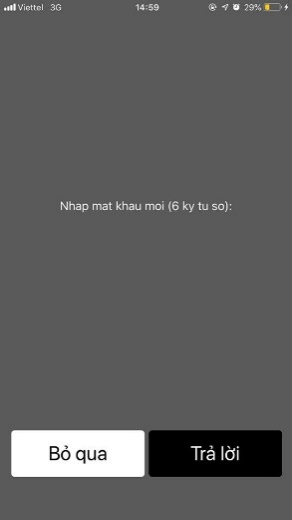 Viettel 3G 14:59 29%
Nhap mat khau moi (6 ky tu so):
Bỏ qua Trả lời